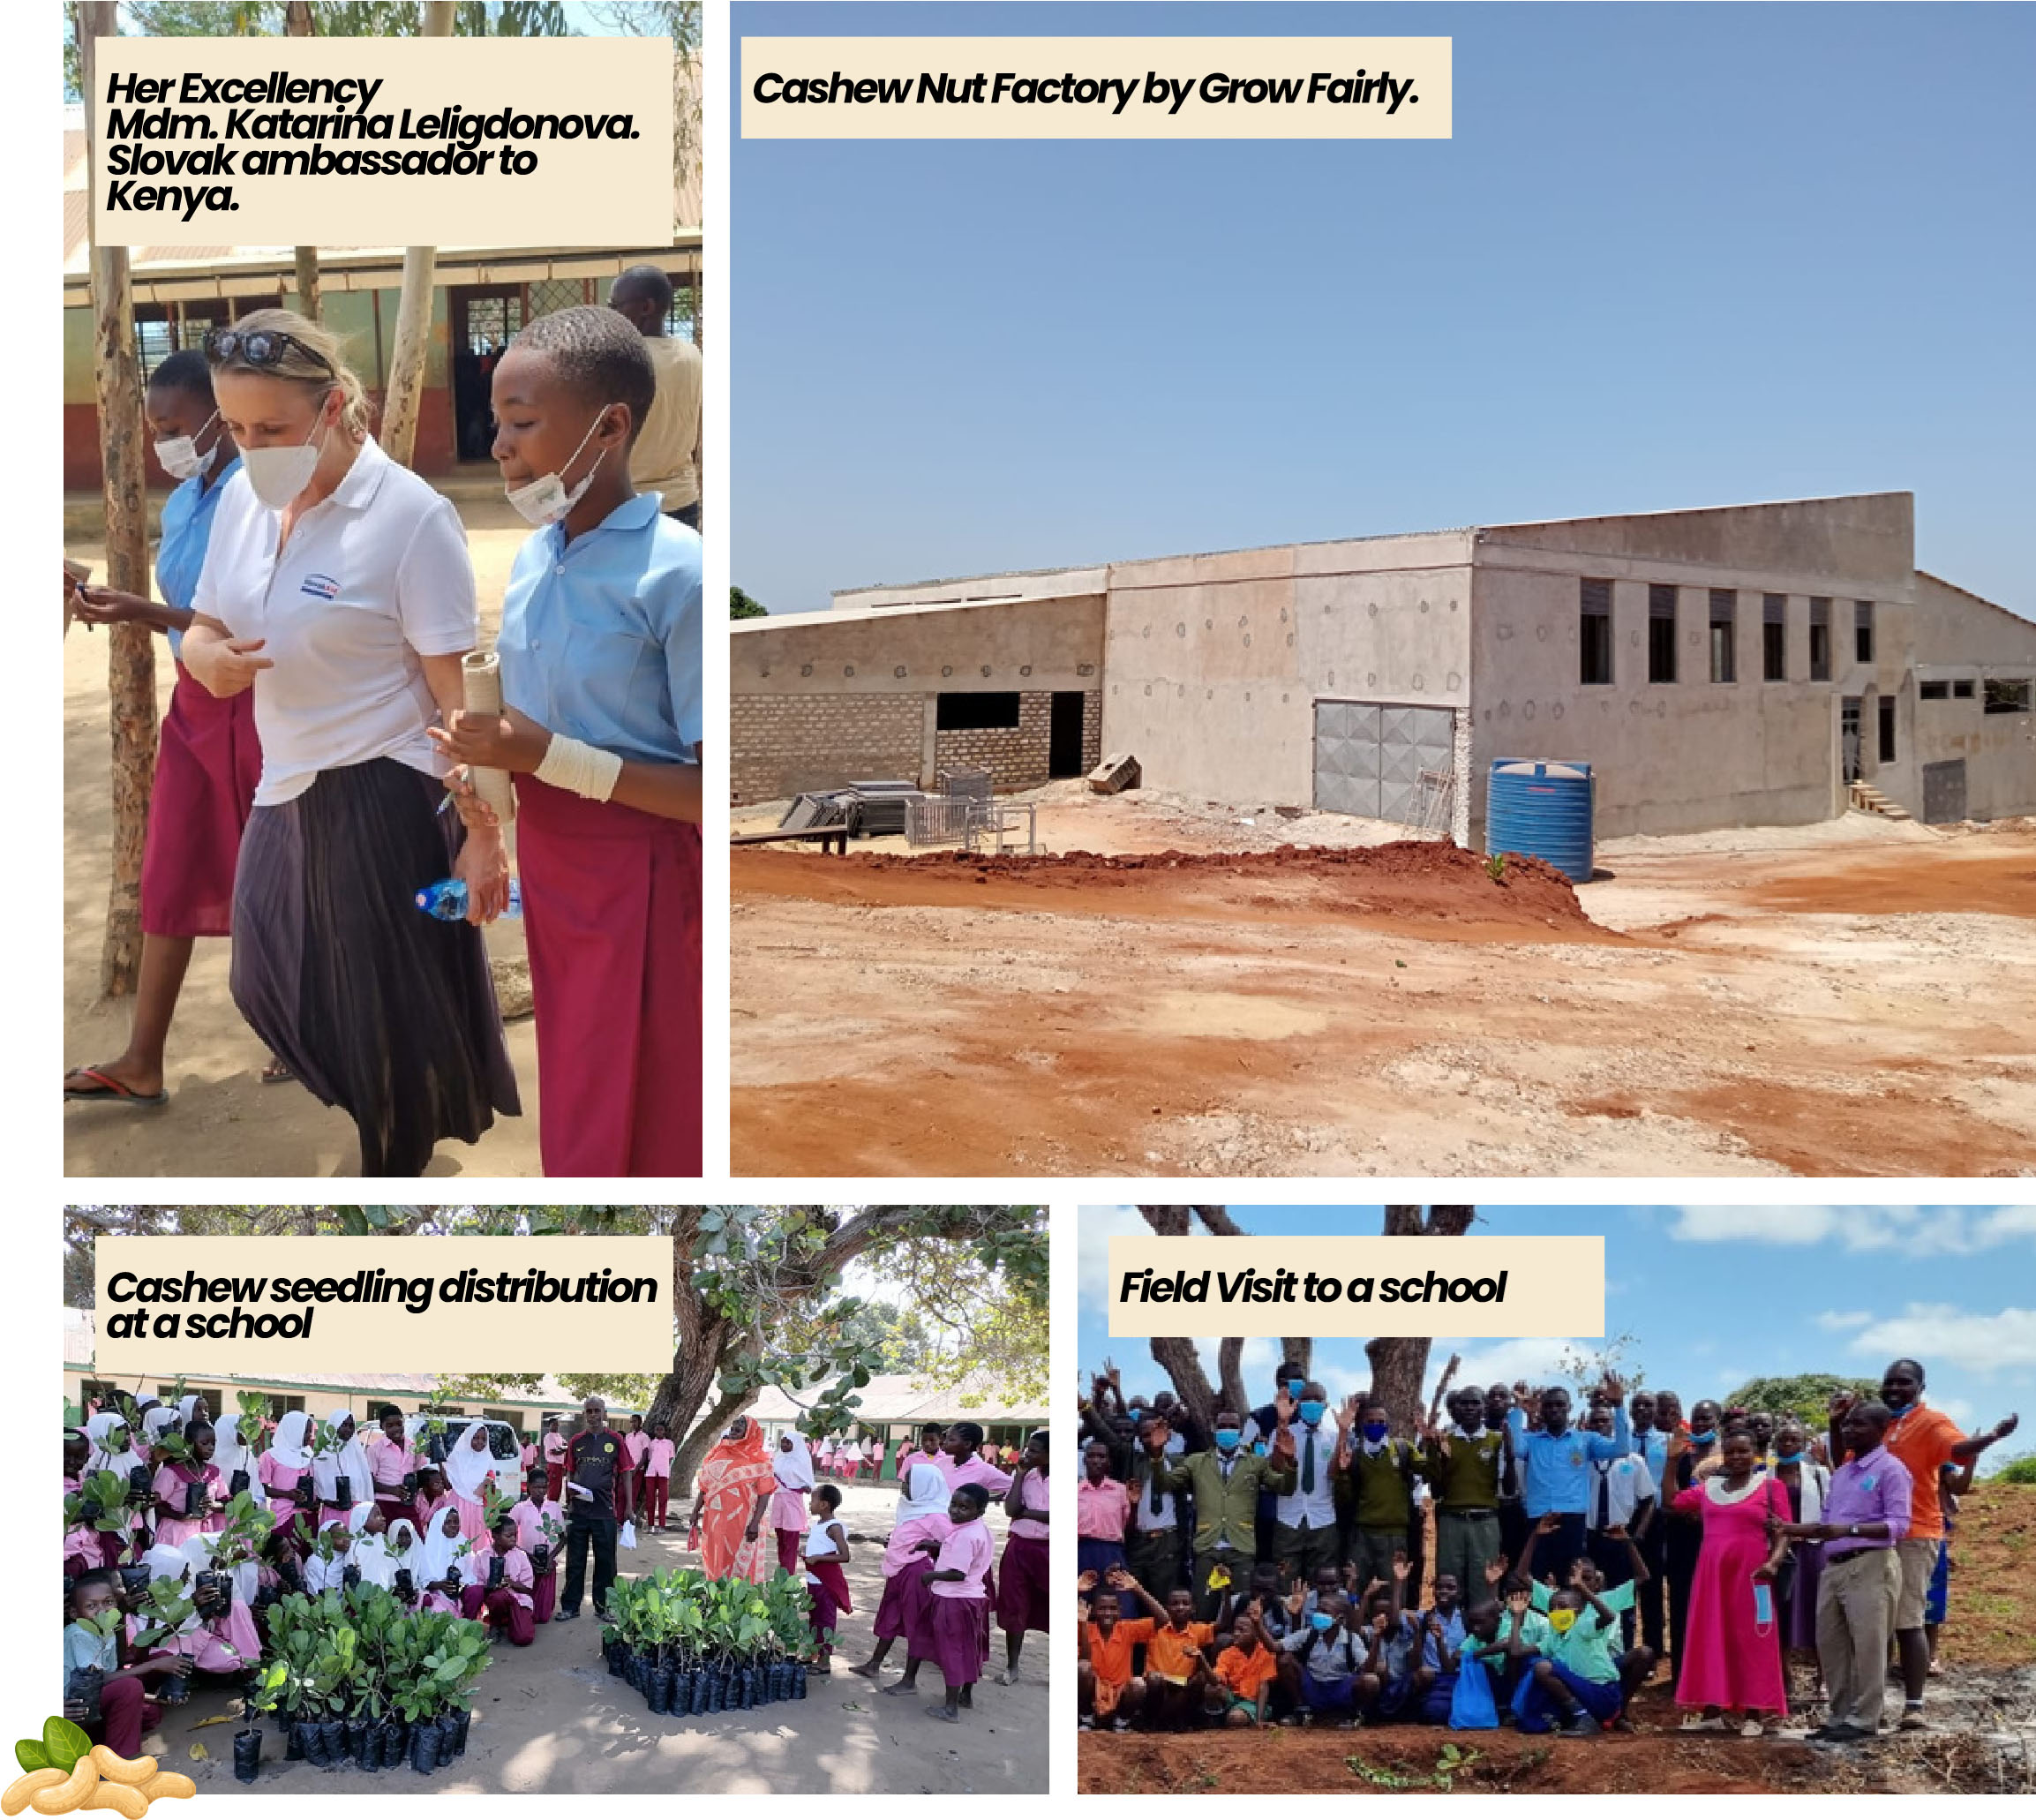 Her Excellency
Mdm. Katarina Leligdonova.
Slovak ambassador to
Kenya.
Cashew Nut Factory by Grow Fairly.
Cashew seedling distribution
at a school
Field Visit to a school